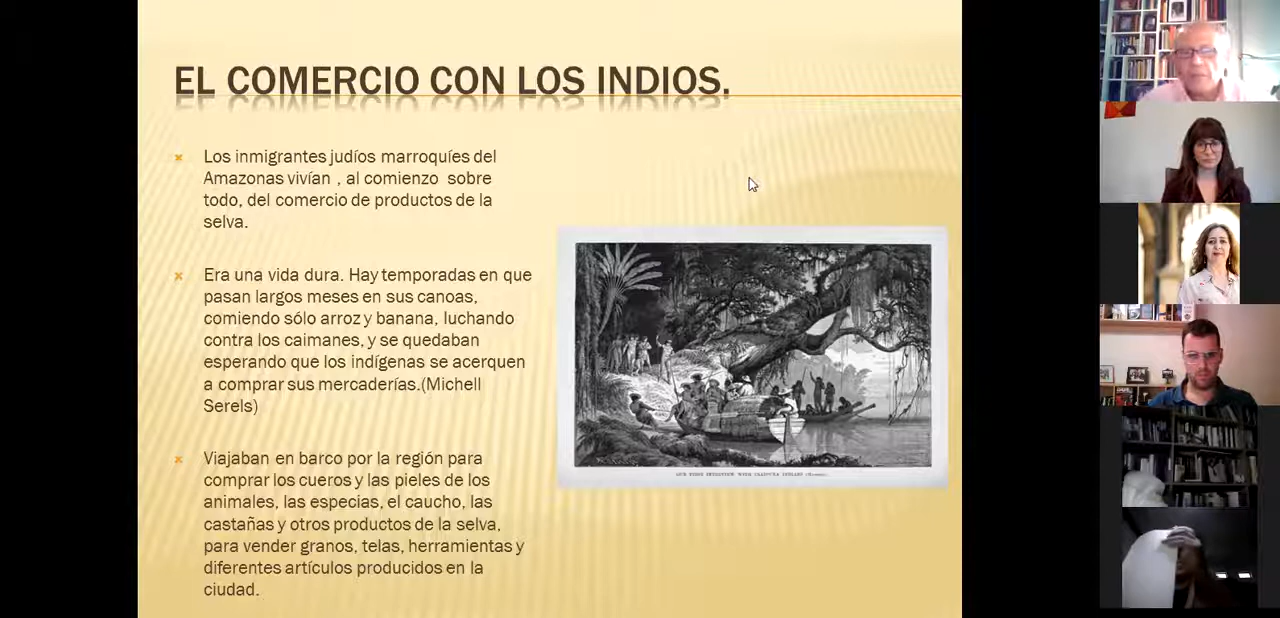 EL COMERCIO CON LOS INDIOS.
Los inmigrantes judíos marroquíes del
Amazonas vivían , al comienzo sobre
todo, del comercio de productos de la
selva.
Era una vida dura. Hay temporadas en que
pasan largos meses en sus canoas,
comiendo sólo arroz y banana, luchando
contra los caimanes, y se quedaban
esperando que los indígenas se acerquen
a comprar sus mercaderías.(Michell
Serels)
Viajaban en barco por la región para
comprar los cueros y las pieles de los
animales, las especias, el caucho, las
castañas y otros productos de la selva,
para vender granos, telas, herramientas y
diferentes artículos producidos en la
ciudad.
OUR FIRST INTERVIEW WITH INDIANS